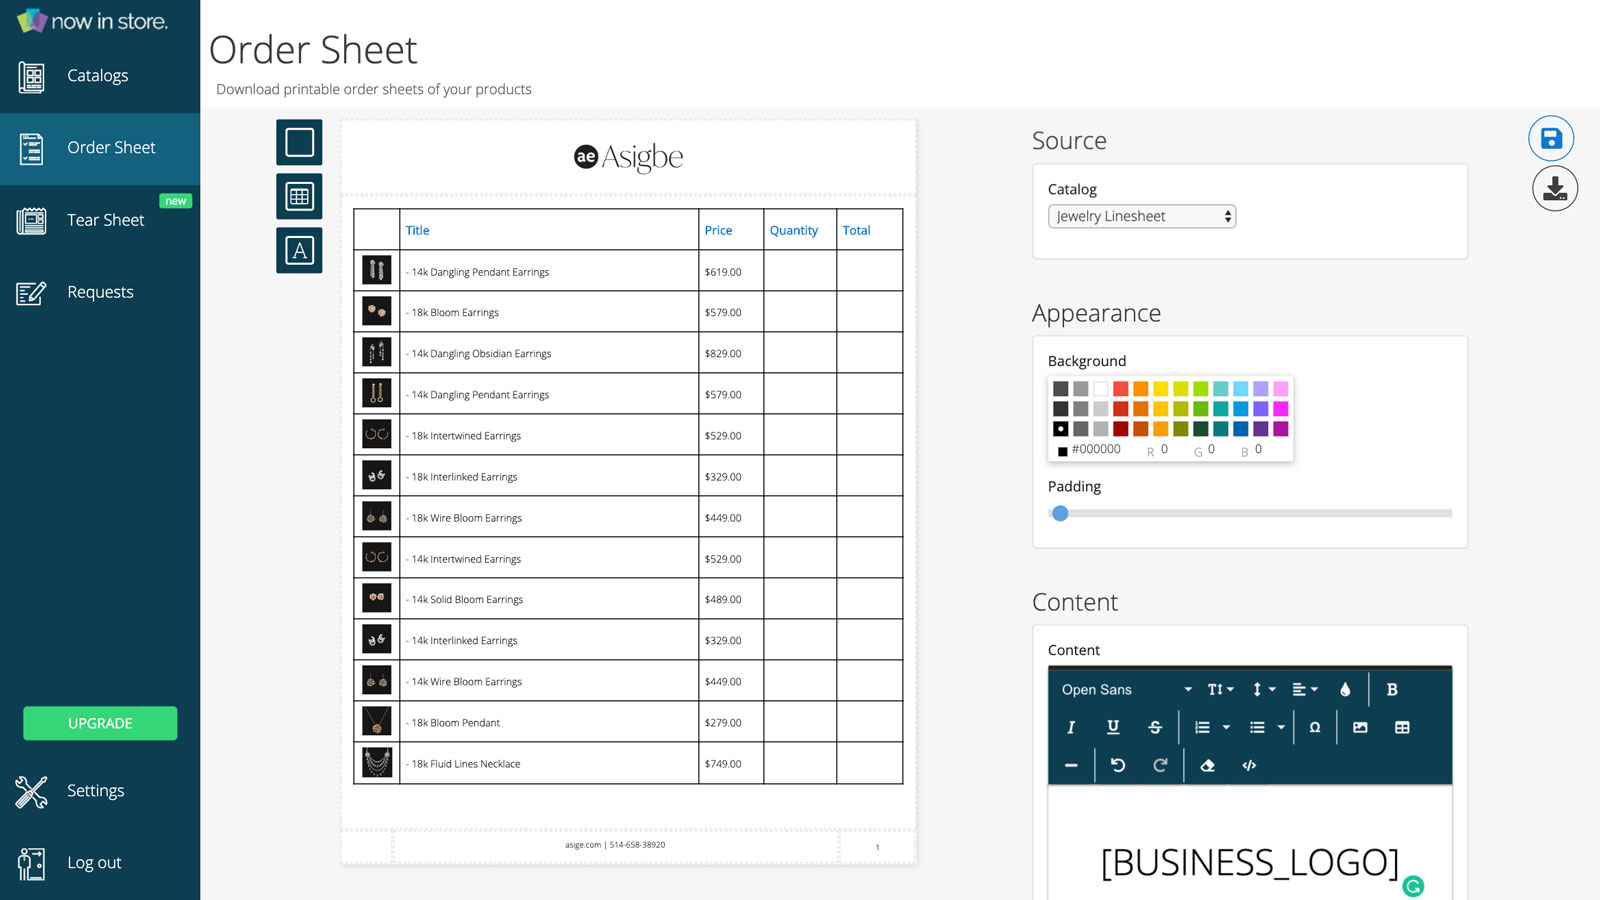 now in store.
Catalogs
Order Sheet
new
Tear Sheet
Requests
UPGRADE
Settings
Log out
Order Sheet
Download printable order sheets of your products
A
ae Asigbe
Title Price Quantity Total
- 14k Dangling Pendant Earrings $619.00
- 18k Bloom Earrings $579.00
- 14k Dangling Obsidian Earrings $829.00
- 14k Dangling Pendant Earrings $579.00
- 18k Intertwined Earrings $529.00
- 18k Interlinked Earrings $329.00
- 18k Wire Bloom Earrings $449.00
- 14k Intertwined Earrings $529.00
- 14k Solid Bloom Earrings $489.00
- 14k Interlinked Earrings $329.00
- 14k Wire Bloom Earrings $449.00
- 18k Bloom Pendant $279.00
- 18k Fluid Lines Necklace $749.00
asige.com | 514-658-38920
1
Source
Catalog
Jewelry Linesheet
Appearance
Background
#000000 R 0 G 0 B 0
Padding
Content
Content
Open Sans B
I U S Ω
[BUSINESS_LOGO]